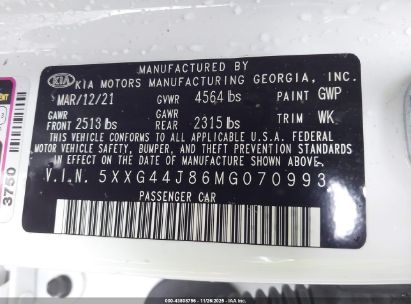 MANUFACTURED BY
KIA KIA MOTORS MANUFACTURING GEORGIA, INC.
MAR/12/21 GVWR 4564 lbs PAINT GWP
GAWR FRONT 2513 lbs GAWR REAR 2315 lbs TRIM WK
THIS VEHICLE CONFORMS TO ALL APPLICABLE U.S.A. FEDERAL
MOTOR VEHICLE SAFETY, BUMPER, AND THEFT PREVENTION
STANDARDS IN EFFECT ON THE DATE OF MANUFACTURE SHOWN ABOVE.
V.I.N. 5XXG44J86MG070993
PASSENGER CAR
3750